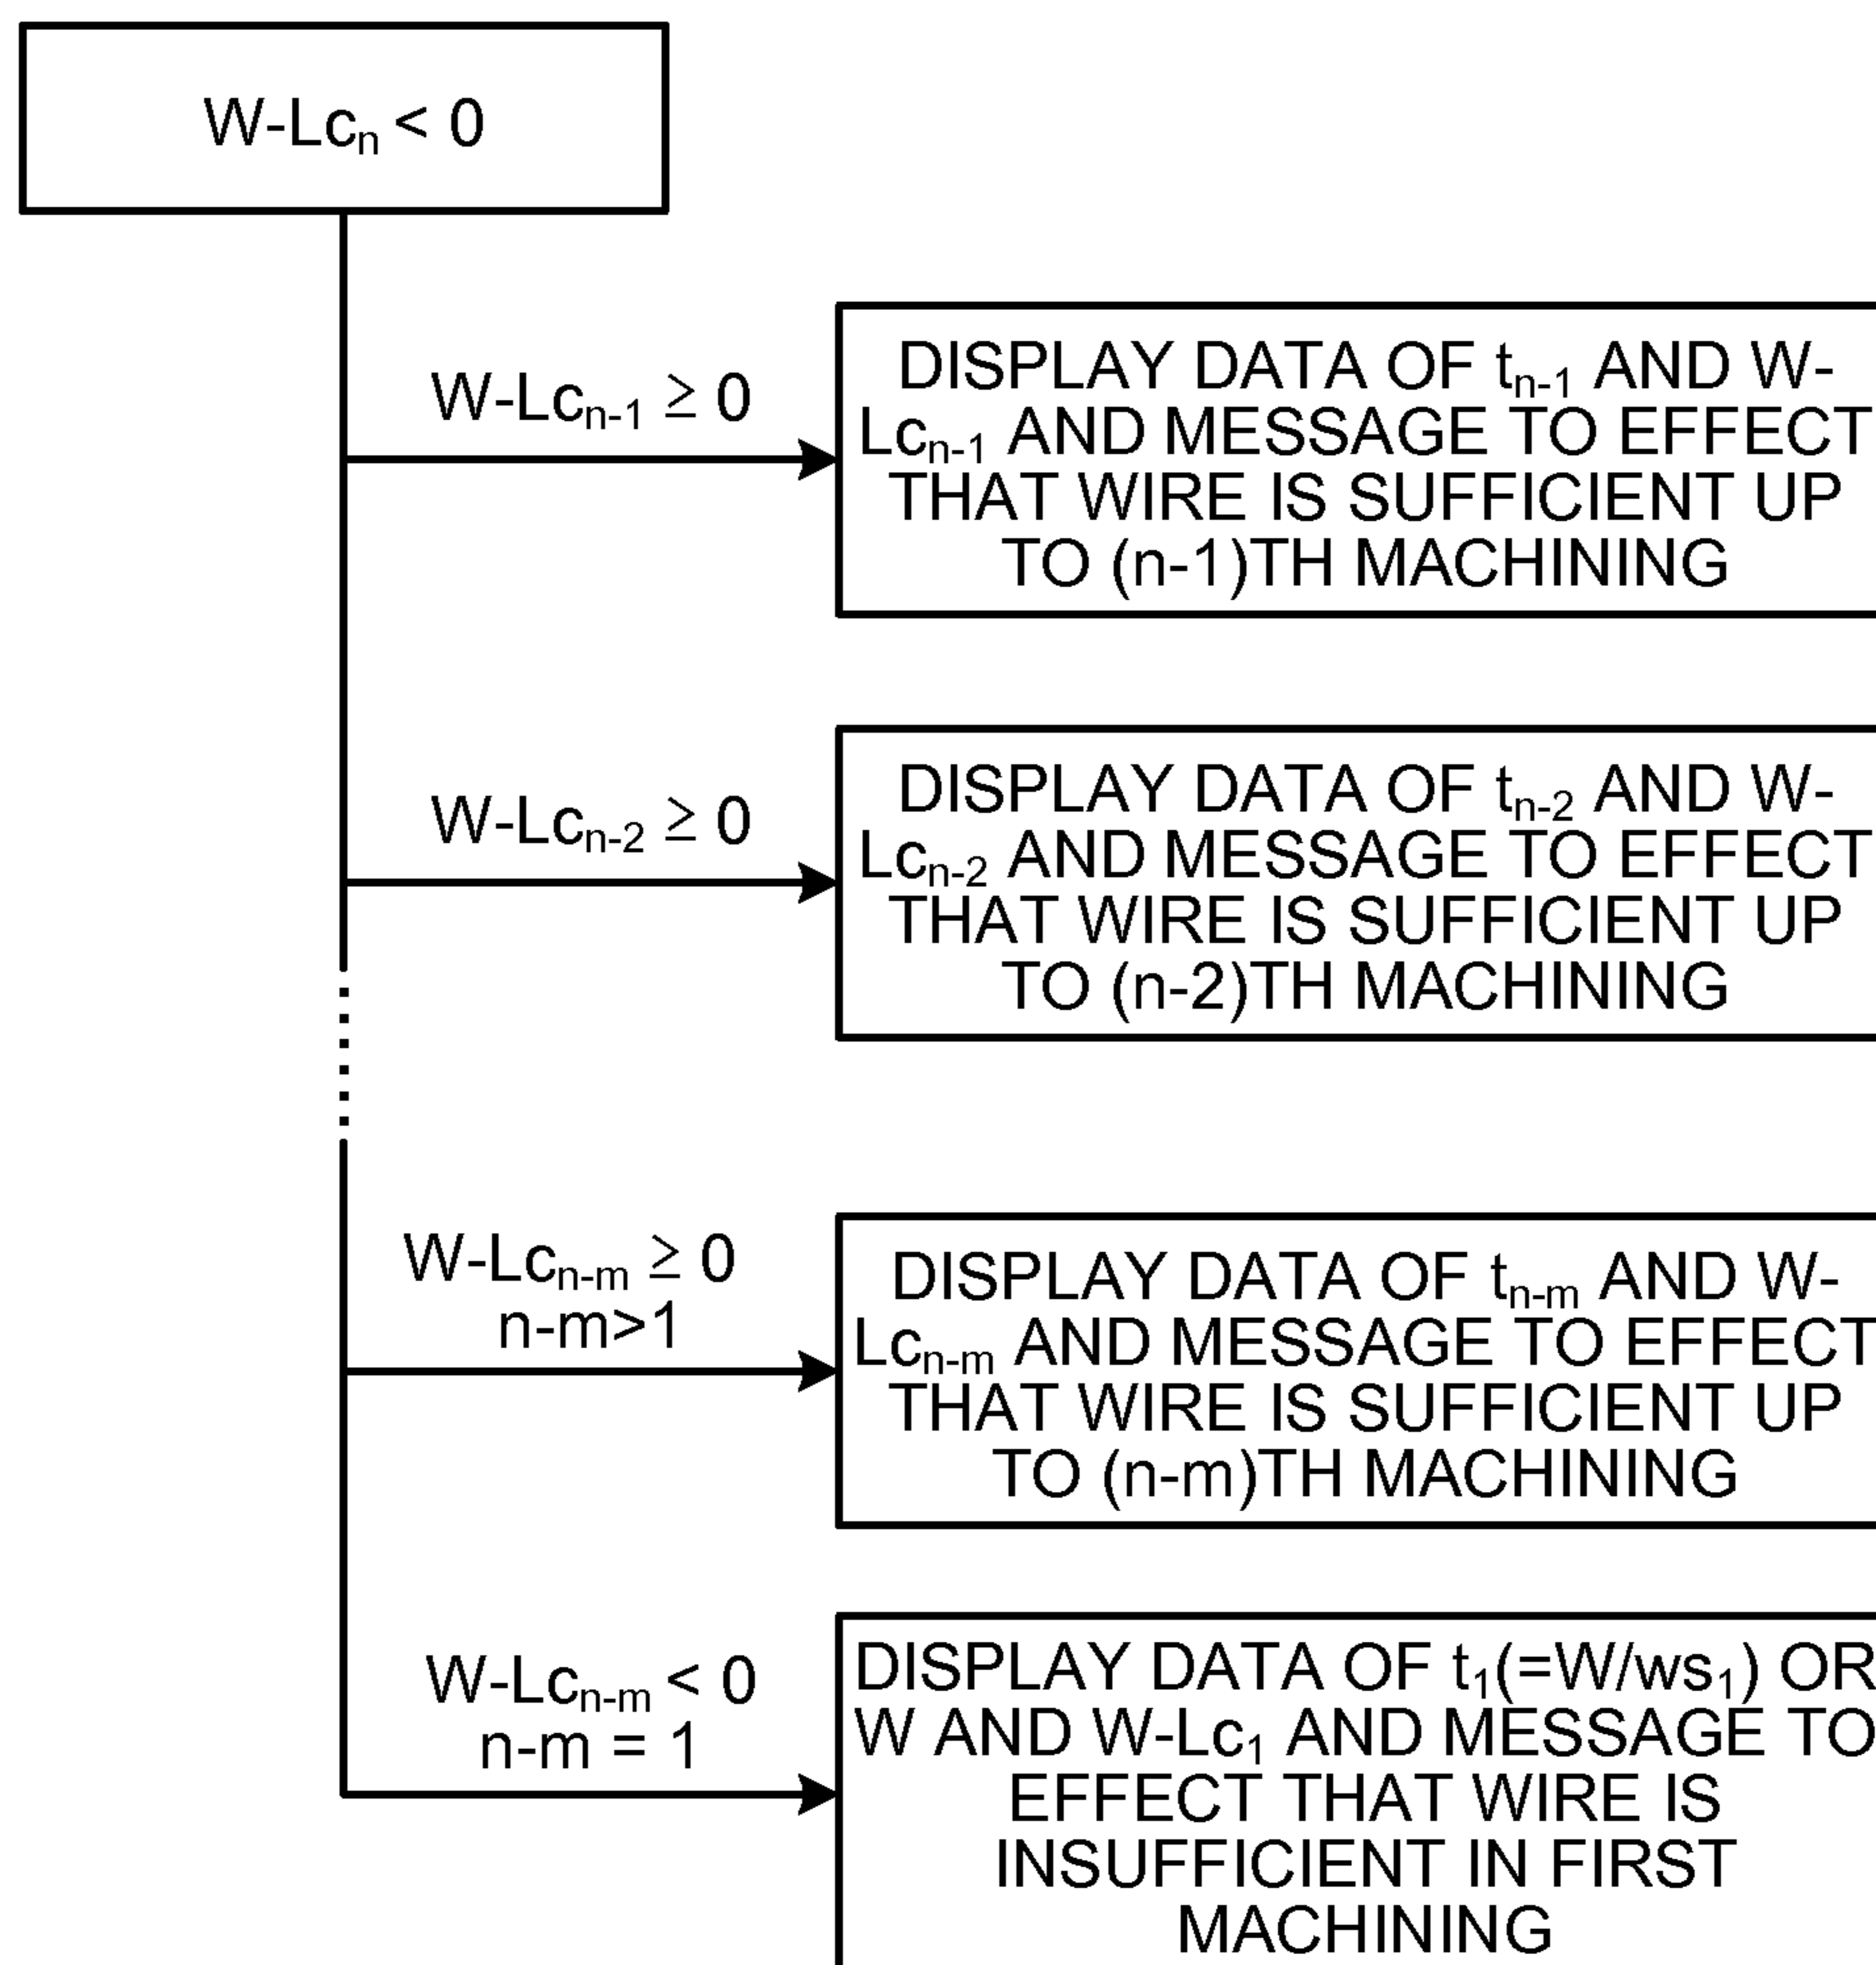 W-Lcₙ < 0
W-Lcₙ₋₁ ≥ 0
DISPLAY DATA OF tₙ₋₁ AND W-
Lcₙ₋₁ AND MESSAGE TO EFFECT
THAT WIRE IS SUFFICIENT UP
TO (n-1)TH MACHINING
W-Lcₙ₋₂ ≥ 0
DISPLAY DATA OF tₙ₋₂ AND W-
Lcₙ₋₂ AND MESSAGE TO EFFECT
THAT WIRE IS SUFFICIENT UP
TO (n-2)TH MACHINING
W-Lcₙ₋ₘ ≥ 0
n-m>1
DISPLAY DATA OF tₙ₋ₘ AND W-
Lcₙ₋ₘ AND MESSAGE TO EFFECT
THAT WIRE IS SUFFICIENT UP
TO (n-m)TH MACHINING
W-Lcₙ₋ₘ < 0
n-m = 1
DISPLAY DATA OF t₁(=W/ws₁) OR
W AND W-Lc₁ AND MESSAGE TO
EFFECT THAT WIRE IS
INSUFFICIENT IN FIRST
MACHINING